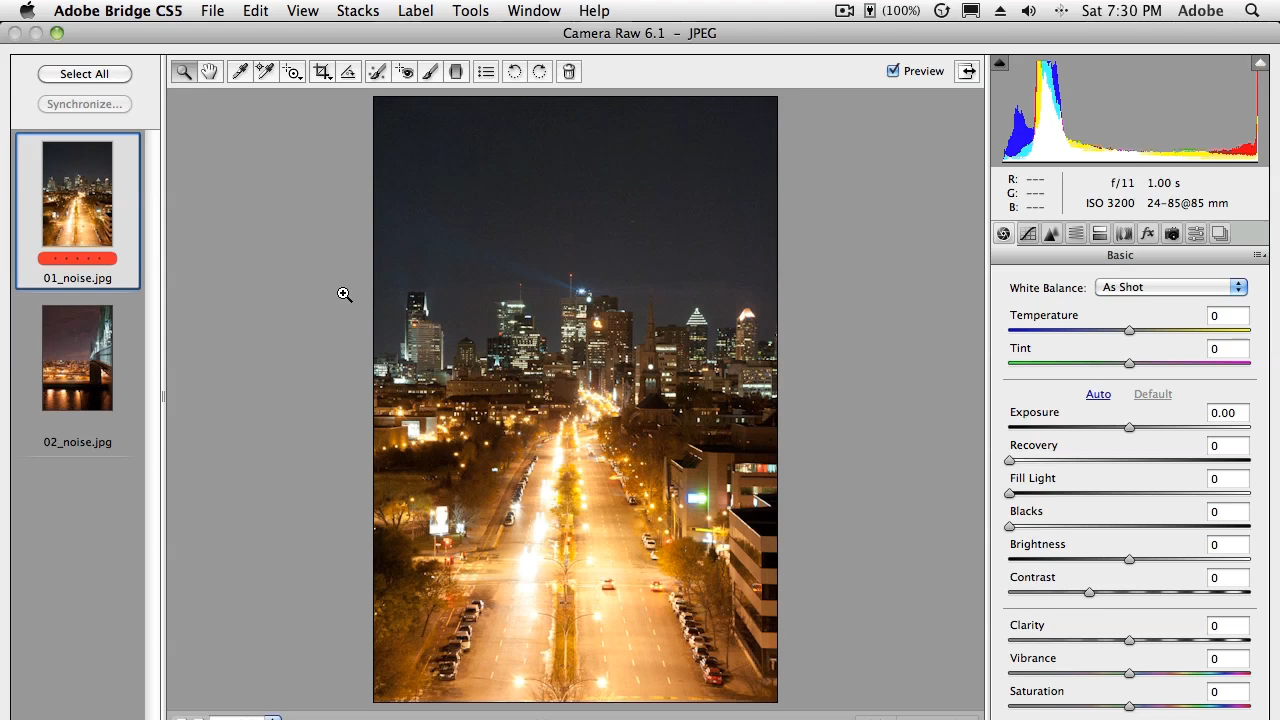 Adobe Bridge CS5 File Edit View Stacks Label Tools Window Help (100%) Sat 7:30 PM Adobe
Camera Raw 6.1 - JPEG
Select All
Synchronize...
01_noise.jpg
02_noise.jpg
Preview
R: ---
G: ---
B: ---
f/11 1.00 s
ISO 3200 24-85@85 mm
Basic
White Balance: As Shot
Temperature 0
Tint 0
Auto Default
Exposure 0.00
Recovery 0
Fill Light 0
Blacks 0
Brightness 0
Contrast 0
Clarity 0
Vibrance 0
Saturation 0